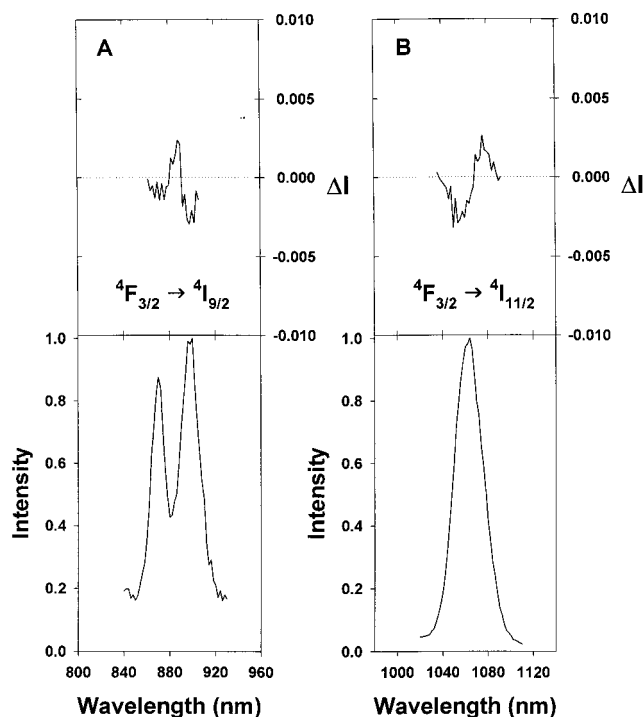 A
0.010
0.005
0.000
ΔI
-0.005
-0.010
⁴F₃/₂ → ⁴I₉/₂
1.0
0.8
0.6
0.4
0.2
0.0
Intensity
800 840 880 920 960
Wavelength (nm)
B
0.010
0.005
0.000
ΔI
-0.005
-0.010
⁴F₃/₂ → ⁴I₁₁/₂
1.0
0.8
0.6
0.4
0.2
0.0
Intensity
1000 1040 1080 1120
Wavelength (nm)